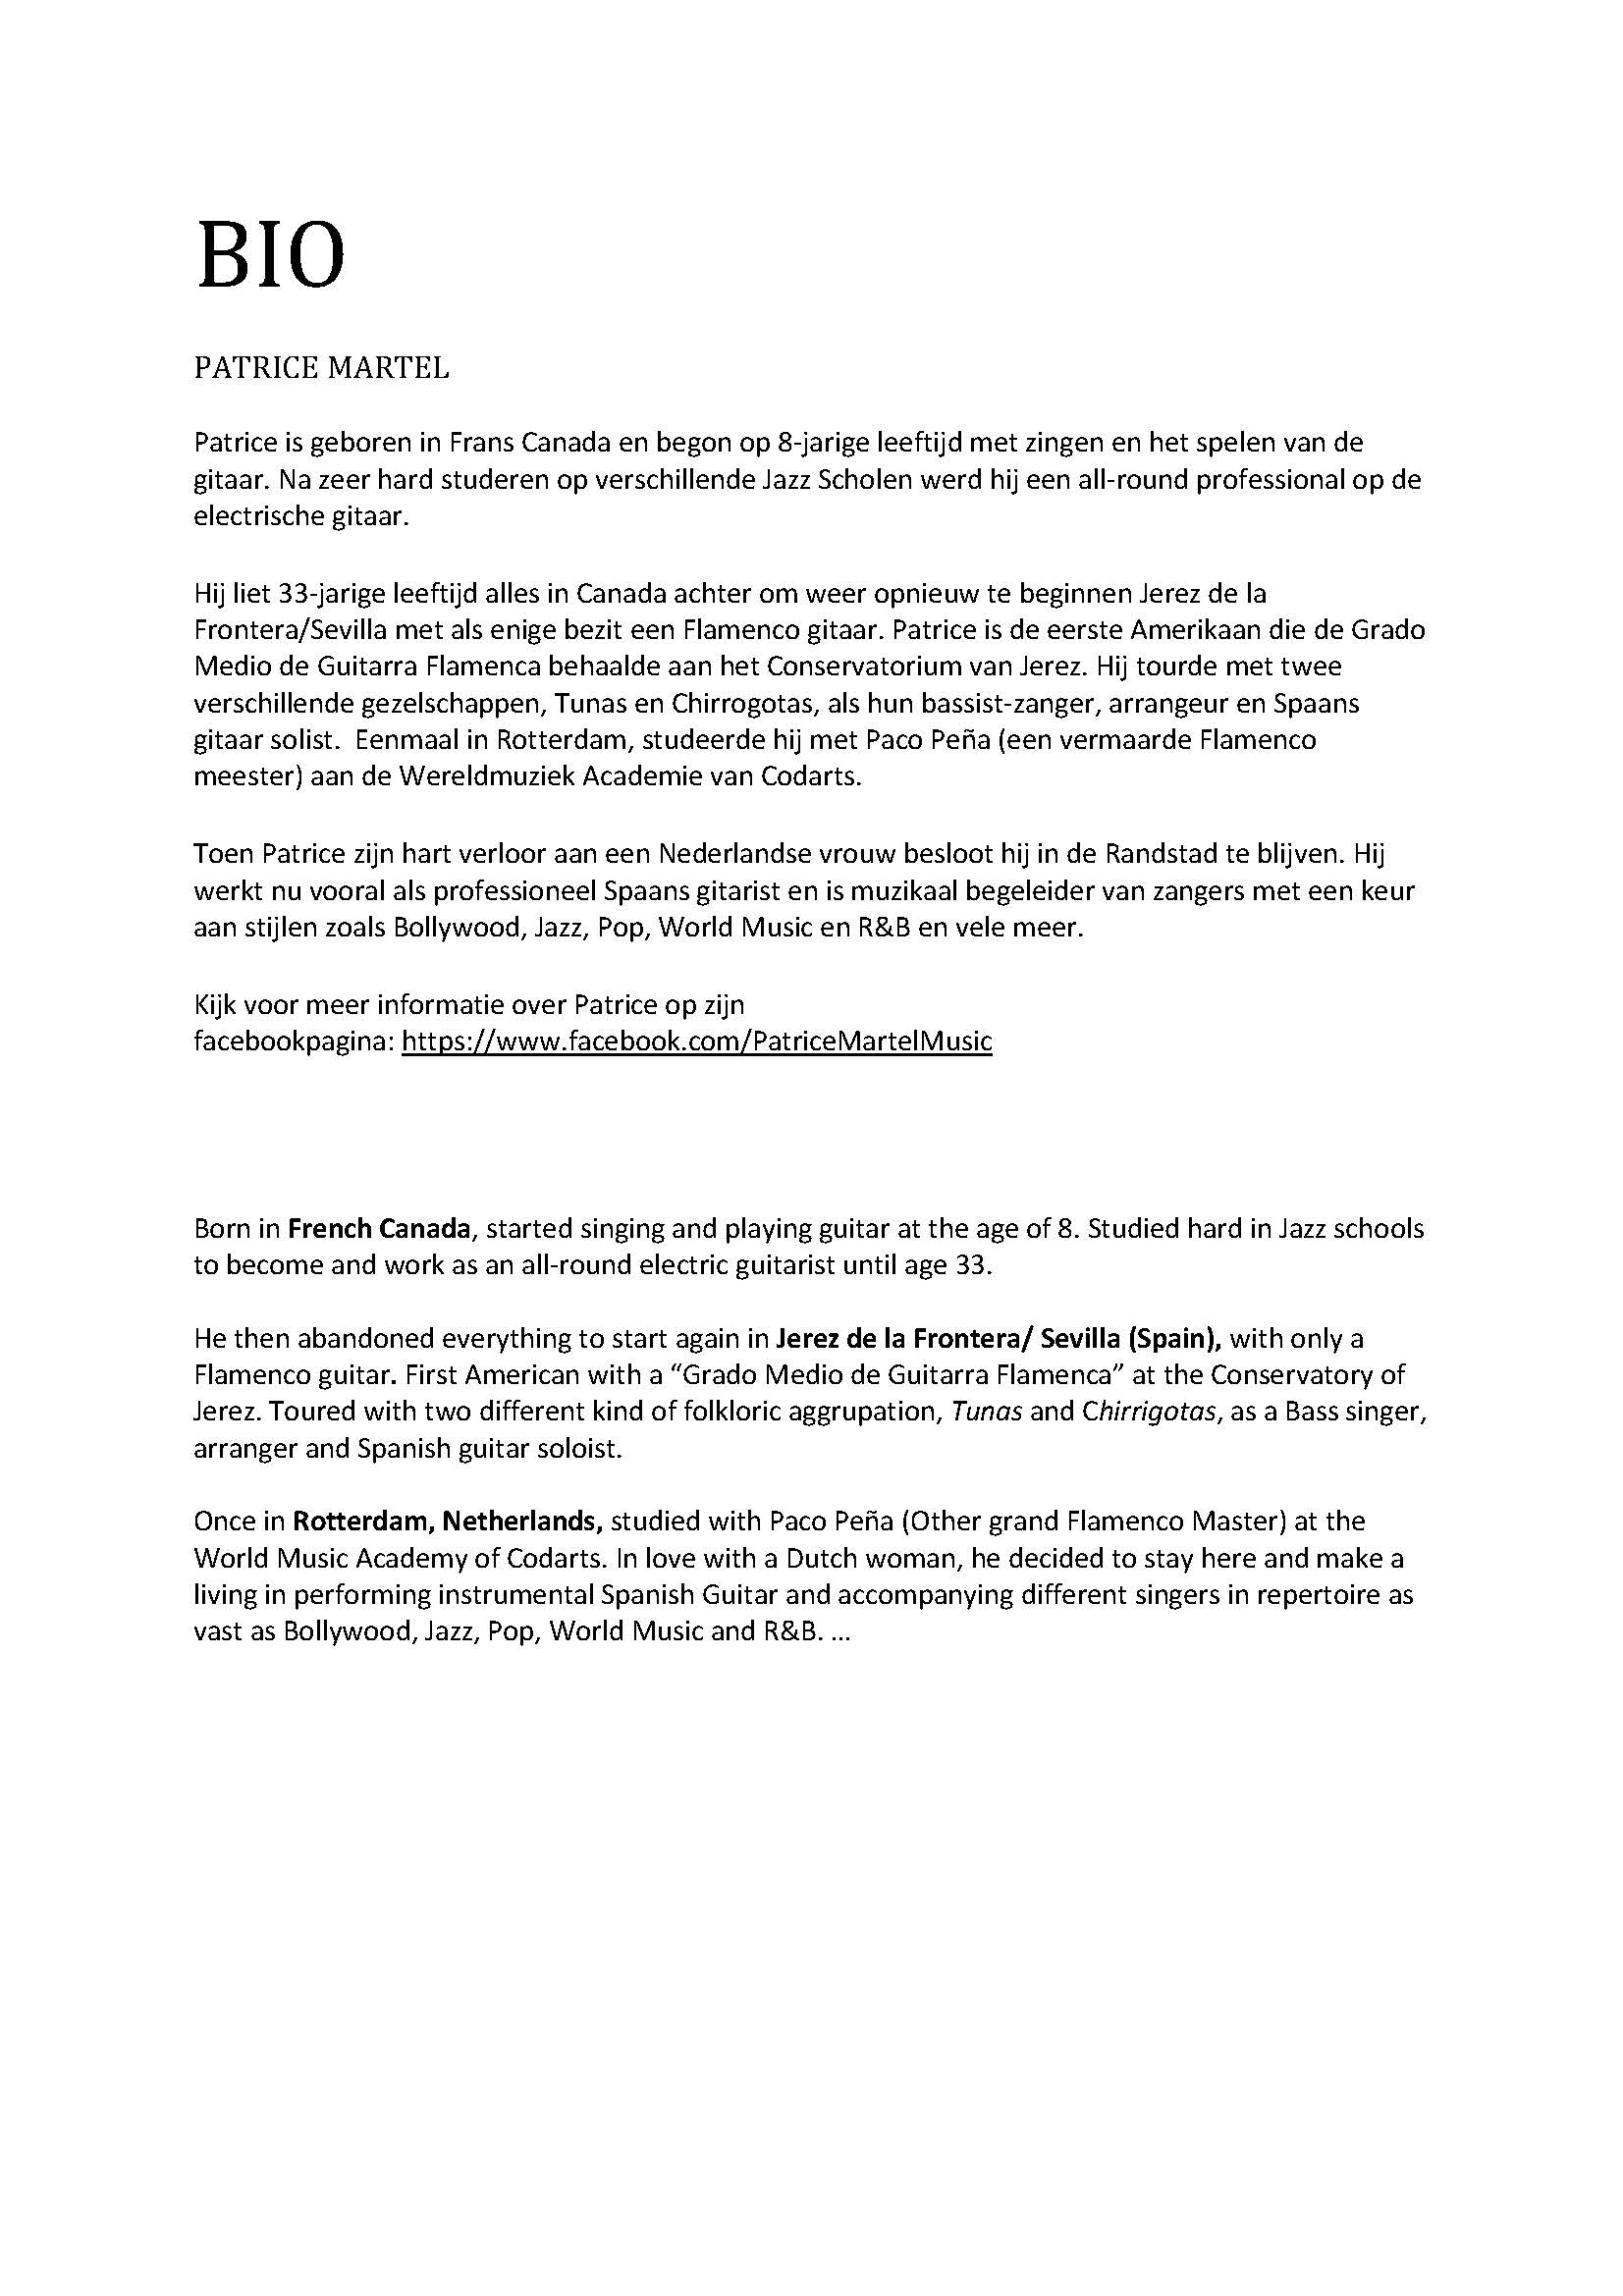 BIO
PATRICE MARTEL
Patrice is geboren in Frans Canada en begon op 8-jarige leeftijd met zingen en het spelen van de
gitaar. Na zeer hard studeren op verschillende Jazz Scholen werd hij een all-round professional op de
electrische gitaar.
Hij liet 33-jarige leeftijd alles in Canada achter om weer opnieuw te beginnen Jerez de la
Frontera/Sevilla met als enige bezit een Flamenco gitaar. Patrice is de eerste Amerikaan die de Grado
Medio de Guitarra Flamenca behaalde aan het Conservatorium van Jerez. Hij tourde met twee
verschillende gezelschappen, Tunas en Chirrogotas, als hun bassist-zanger, arrangeur en Spaans
gitaar solist.  Eenmaal in Rotterdam, studeerde hij met Paco Peña (een vermaarde Flamenco
meester) aan de Wereldmuziek Academie van Codarts.
Toen Patrice zijn hart verloor aan een Nederlandse vrouw besloot hij in de Randstad te blijven. Hij
werkt nu vooral als professioneel Spaans gitarist en is muzikaal begeleider van zangers met een keur
aan stijlen zoals Bollywood, Jazz, Pop, World Music en R&B en vele meer.
Kijk voor meer informatie over Patrice op zijn
facebookpagina: https://www.facebook.com/PatriceMartelMusic
Born in French Canada, started singing and playing guitar at the age of 8. Studied hard in Jazz schools
to become and work as an all-round electric guitarist until age 33.
He then abandoned everything to start again in Jerez de la Frontera/ Sevilla (Spain), with only a
Flamenco guitar. First American with a “Grado Medio de Guitarra Flamenca” at the Conservatory of
Jerez. Toured with two different kind of folkloric aggrupation, Tunas and Chirrigotas, as a Bass singer,
arranger and Spanish guitar soloist.
Once in Rotterdam, Netherlands, studied with Paco Peña (Other grand Flamenco Master) at the
World Music Academy of Codarts. In love with a Dutch woman, he decided to stay here and make a
living in performing instrumental Spanish Guitar and accompanying different singers in repertoire as
vast as Bollywood, Jazz, Pop, World Music and R&B. ...